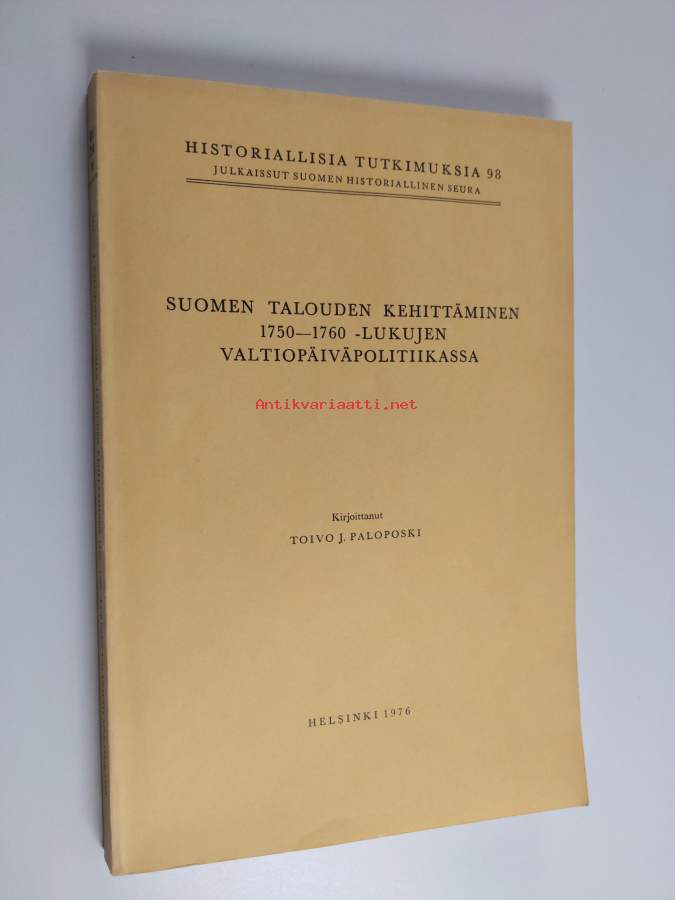 HISTORIALLISIA TUTKIMUKSIA 98
JULKAISSUT SUOMEN HISTORIALLINEN SEURA
SUOMEN TALOUDEN KEHITTÄMINEN
1750—1760 -LUKUJEN
VALTIOPÄIVÄPOLITIIKASSA
Antikvariaatti.net
Kirjoittanut
TOIVO J. PALOPOSKI
HELSINKI 1976